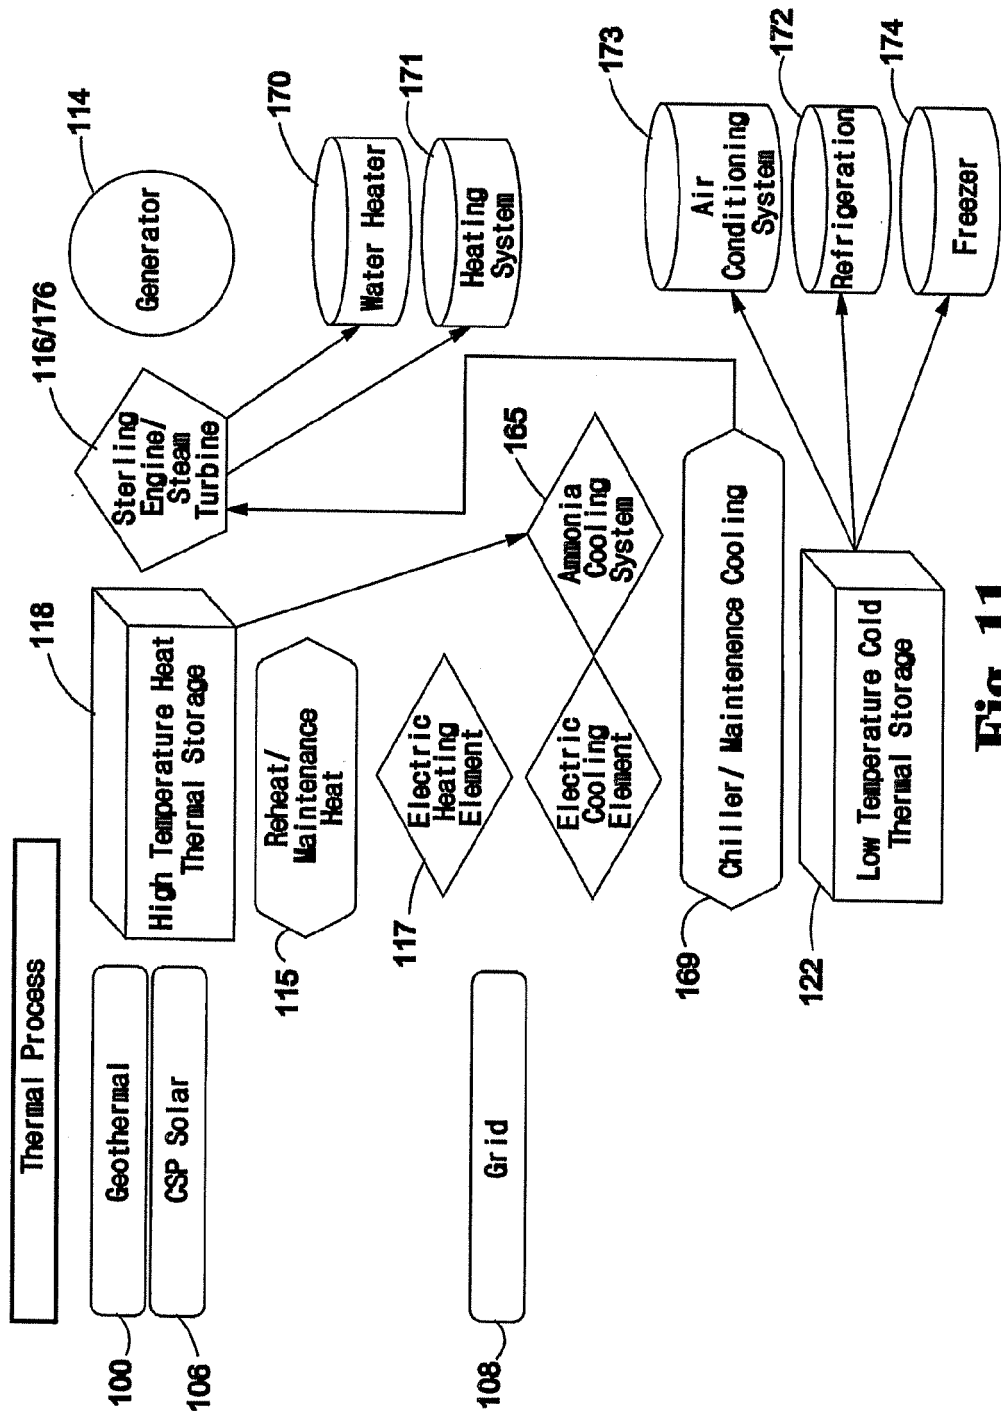 Thermal Process
Geothermal
100
CSP Solar
106
Grid
108
118
High Temperature Heat
Thermal Storage
Reheat/
Maintenance
Heat
115
Electric
Heating
Element
117
Electric
Cooling
Element
Ammonia
Cooling
System
165
Chiller/ Maintenence Cooling
169
Low Temperature Cold
Thermal Storage
122
116/176
Sterling
Engine/
Steam
Turbine
114
Generator
170
Water Heater
171
Heating
System
173
Air
Conditioning
System
172
Refrigeration
174
Freezer
Fig. 11